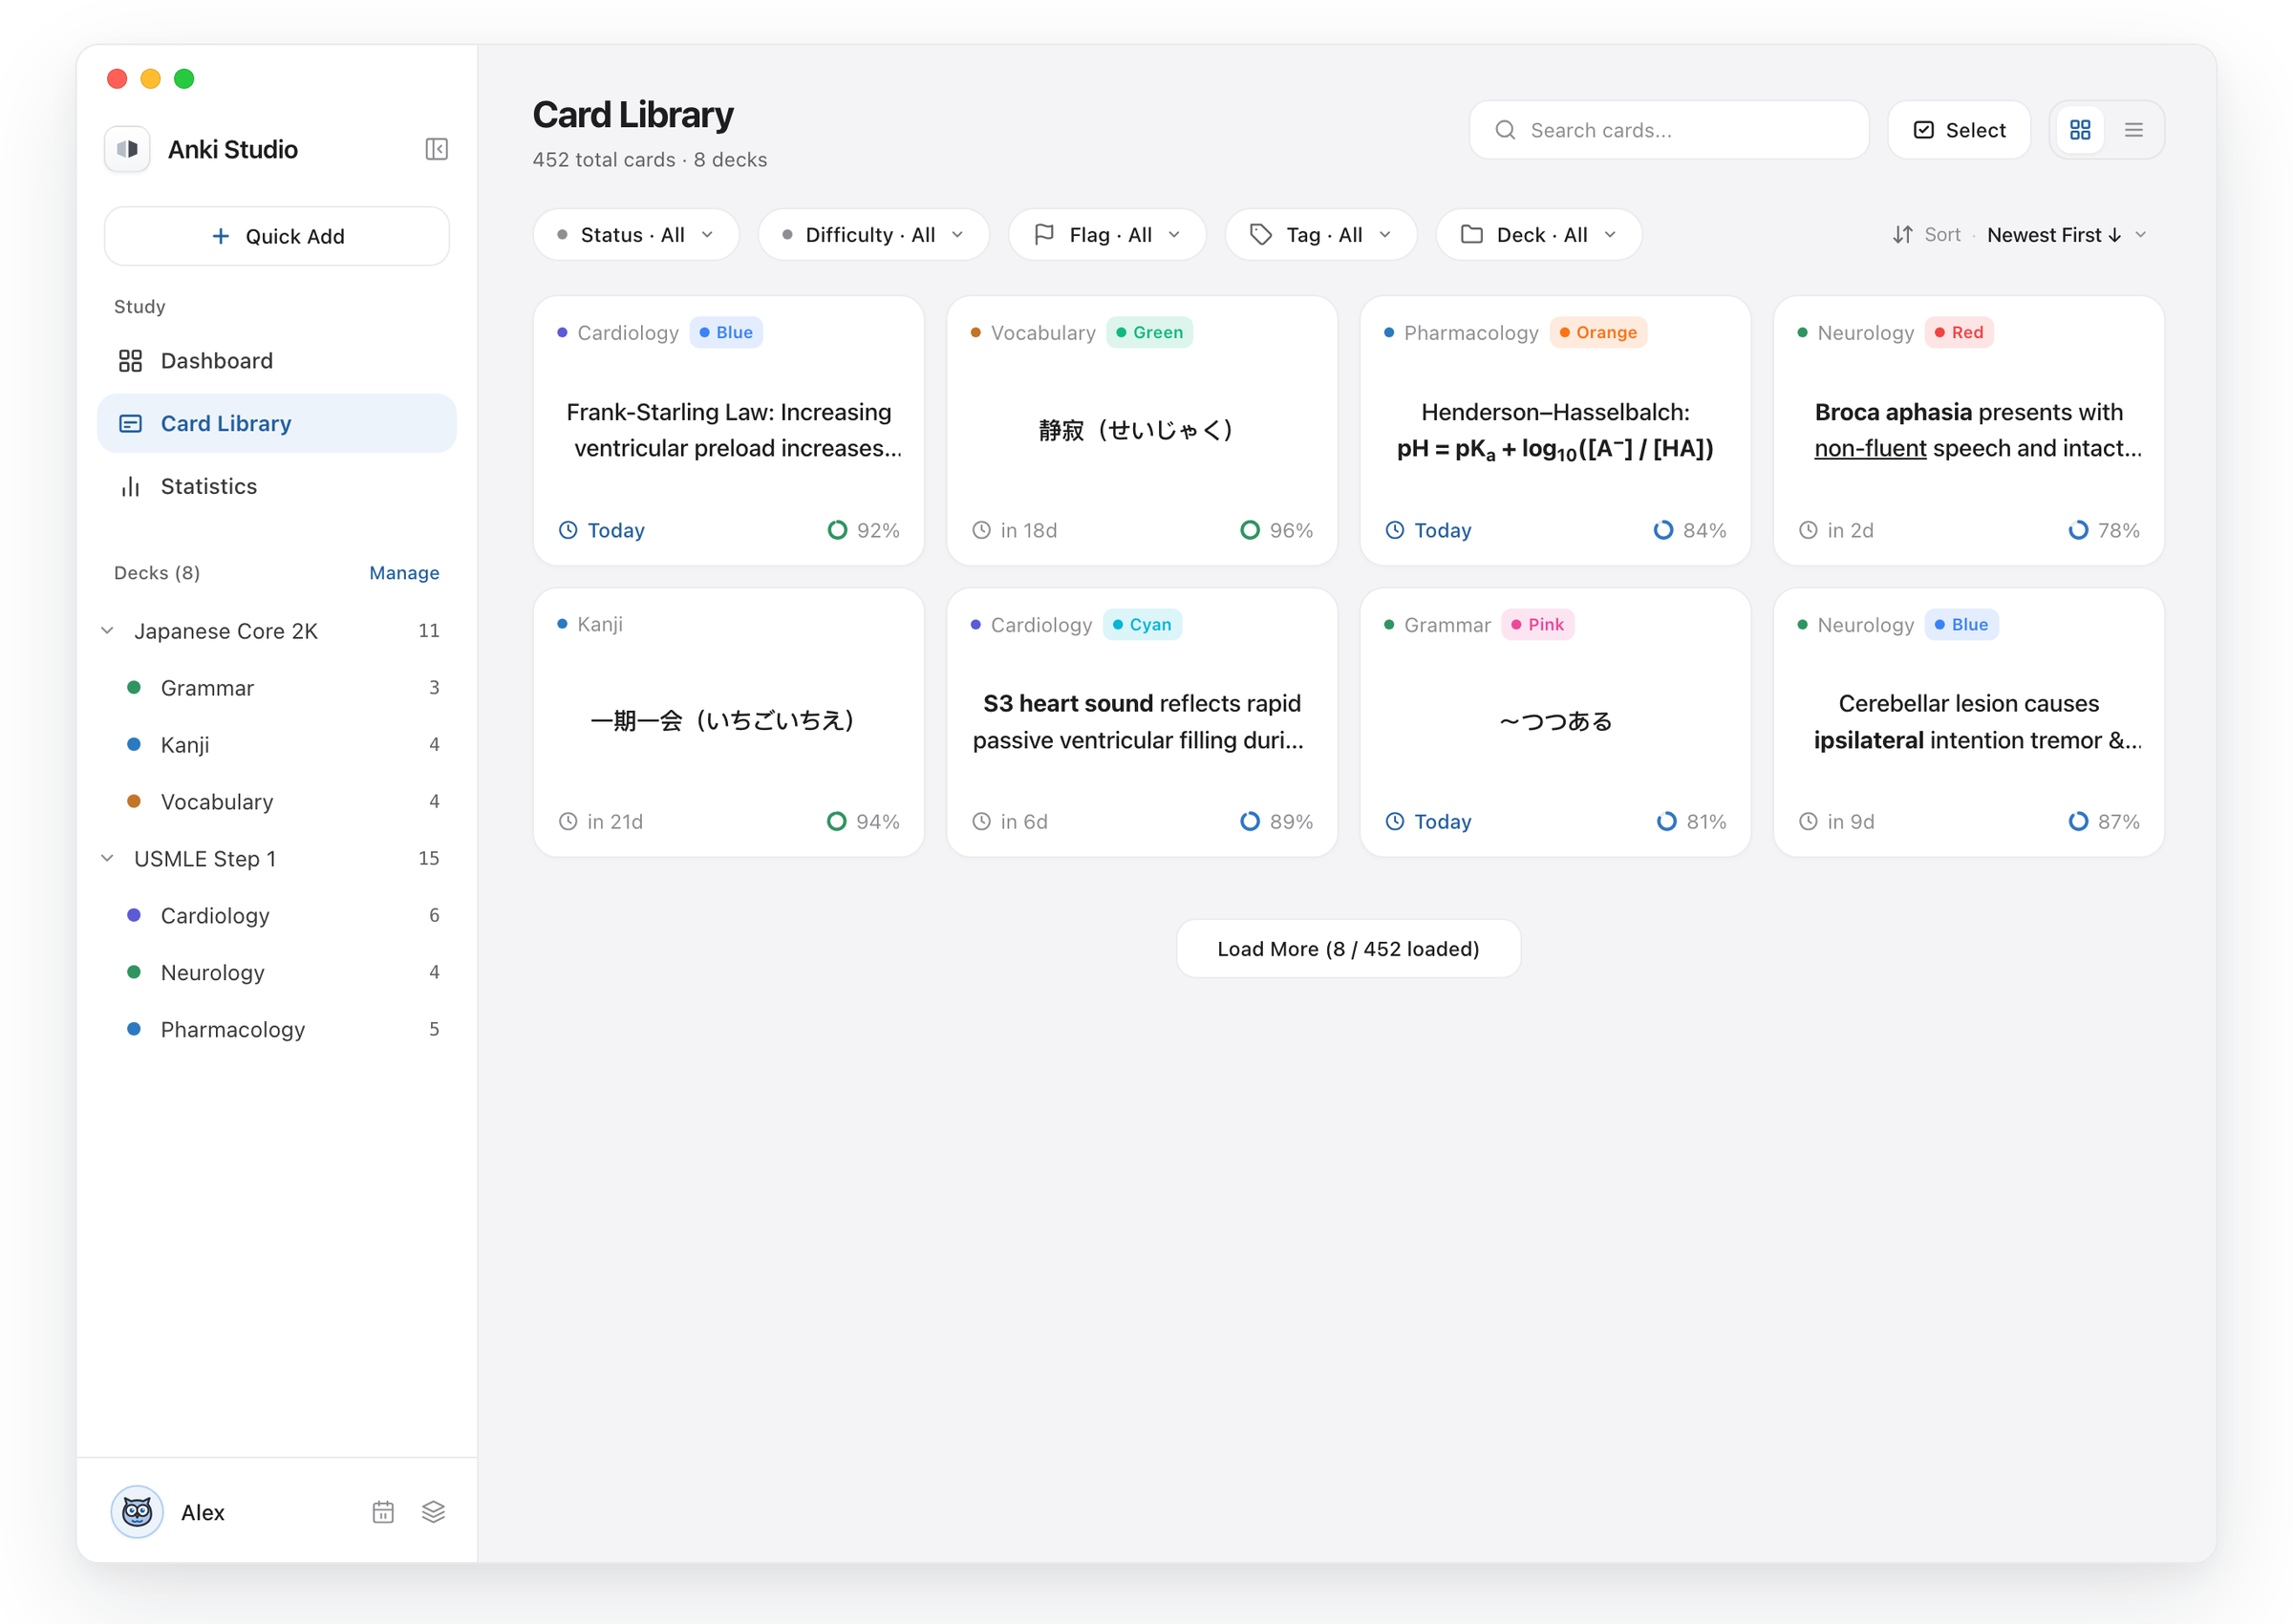 Anki Studio
Quick Add
Study
Dashboard
Card Library
Statistics
Decks (8)
Manage
Japanese Core 2K
11
Grammar
3
Kanji
4
Vocabulary
4
USMLE Step 1
15
Cardiology
6
Neurology
4
Pharmacology
5
Alex
Card Library
452 total cards · 8 decks
Search cards...
Select
Status · All
Difficulty · All
Flag · All
Tag · All
Deck · All
Sort · Newest First ↓
Cardiology
Blue
Frank-Starling Law: Increasing
ventricular preload increases...
Today
92%
Vocabulary
Green
静寂（せいじゃく）
in 18d
96%
Pharmacology
Orange
Henderson–Hasselbalch:
pH = pKₐ + log₁₀([A⁻] / [HA])
Today
84%
Neurology
Red
Broca aphasia presents with
non-fluent speech and intact...
in 2d
78%
Kanji
一期一会（いちごいちえ）
in 21d
94%
Cardiology
Cyan
S3 heart sound reflects rapid
passive ventricular filling duri...
in 6d
89%
Grammar
Pink
〜つつある
Today
81%
Neurology
Blue
Cerebellar lesion causes
ipsilateral intention tremor &...
in 9d
87%
Load More (8 / 452 loaded)